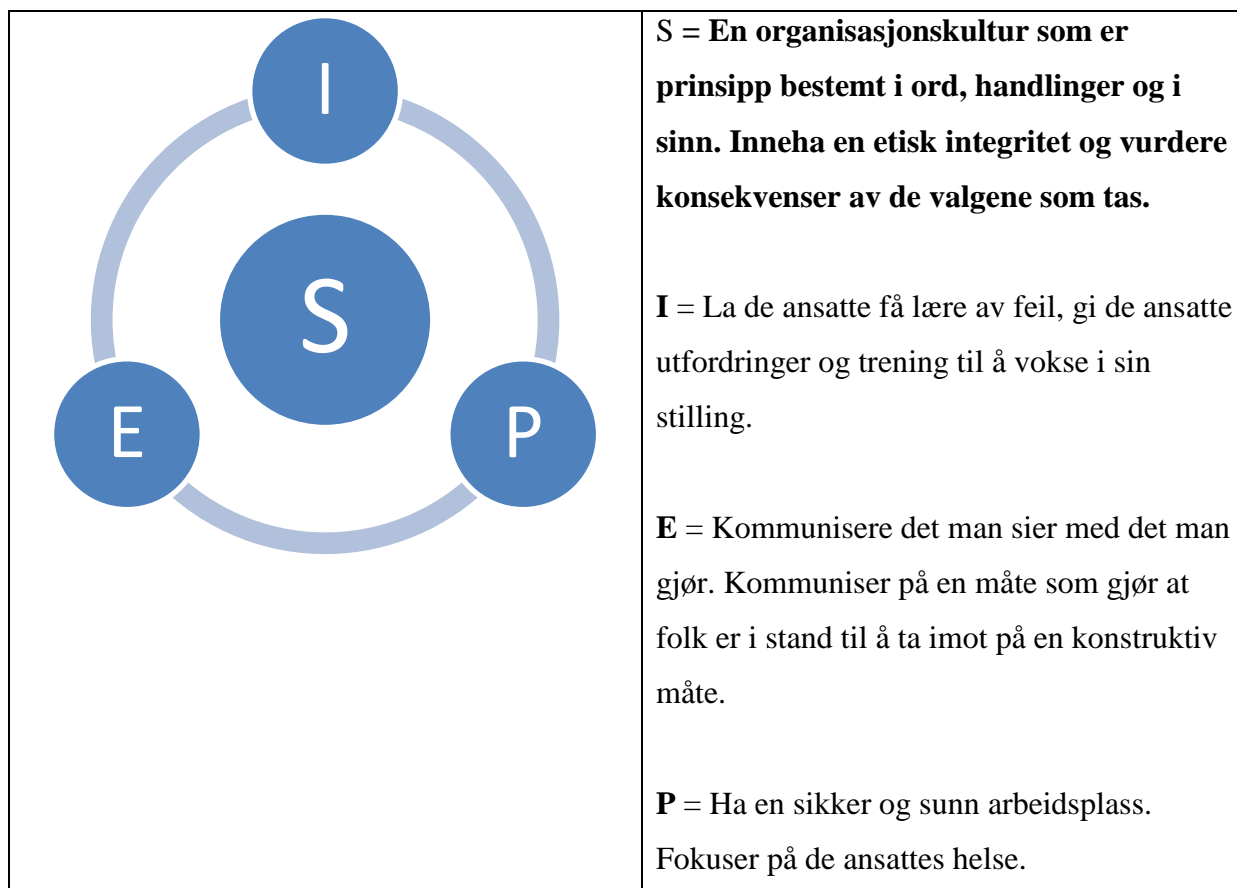 I
S
E
P
S = En organisasjonskultur som er
prinsipp bestemt i ord, handlinger og i
sinn. Inneha en etisk integritet og vurdere
konsekvenser av de valgene som tas.
I = La de ansatte få lære av feil, gi de ansatte
utfordringer og trening til å vokse i sin
stilling.
E = Kommunisere det man sier med det man
gjør. Kommuniser på en måte som gjør at
folk er i stand til å ta imot på en konstruktiv
måte.
P = Ha en sikker og sunn arbeidsplass.
Fokuser på de ansattes helse.